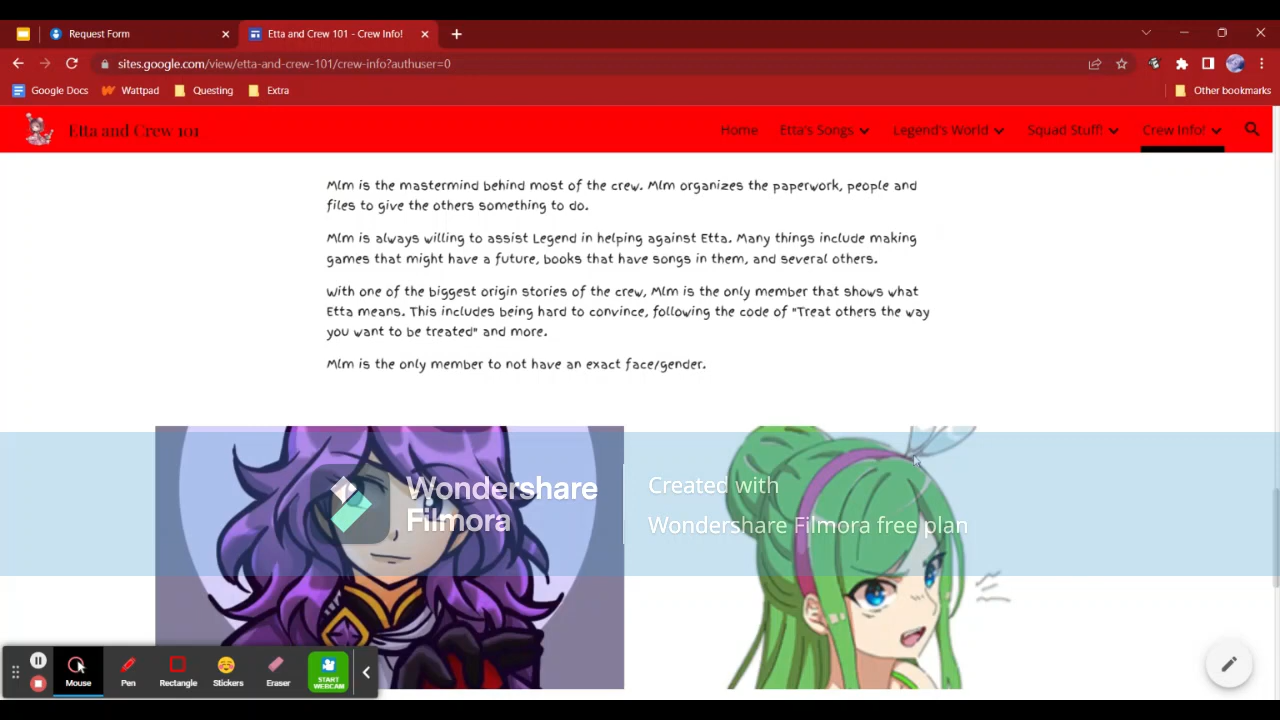 Request Form
Etta and Crew 101 - Crew Info!
sites.google.com/view/etta-and-crew-101/crew-info?authuser=0
Google Docs
Wattpad
Questing
Extra
Other bookmarks
Etta and Crew 101
Home
Etta's Songs
Legend's World
Squad Stuff!
Crew Info!
Mlm is the mastermind behind most of the crew. Mlm organizes the paperwork, people and
files to give the others something to do.
Mlm is always willing to assist Legend in helping against Etta. Many things include making
games that might have a future, books that have songs in them, and several others.
With one of the biggest origin stories of the crew, Mlm is the only member that shows what
Etta means. This includes being hard to convince, following the code of "Treat others the way
you want to be treated" and more.
Mlm is the only member to not have an exact face/gender.
Wondershare
Filmora
Created with
Wondershare Filmora free plan
Mouse
Pen
Rectangle
Stickers
Eraser
START
WEBCAM